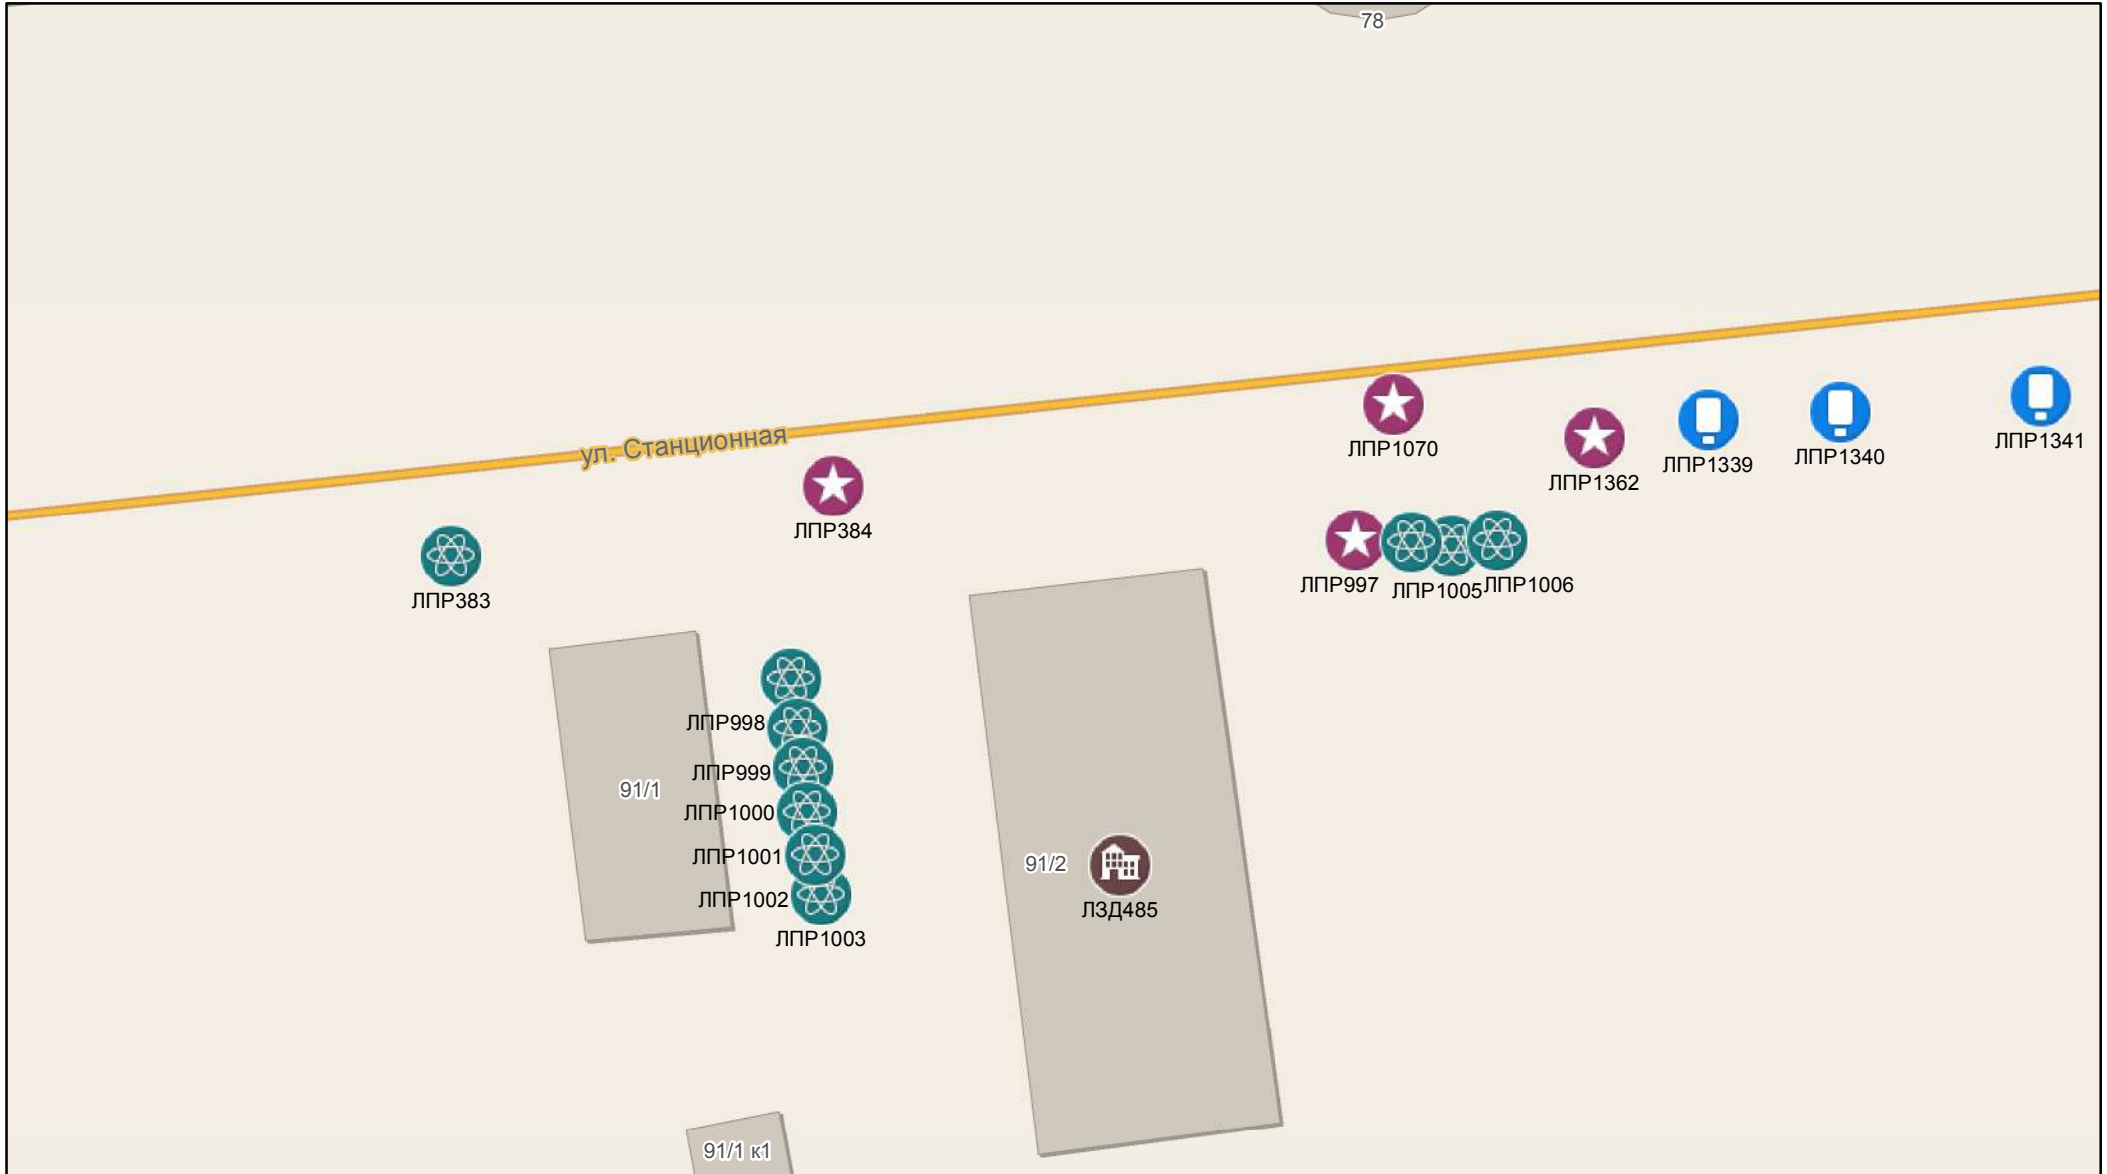 78
ул. Станционная
ЛПР1070
ЛПР1362
ЛПР1339
ЛПР1340
ЛПР1341
ЛПР384
ЛПР383
ЛПР997
ЛПР1005
ЛПР1006
ЛПР998
ЛПР999
91/1
ЛПР1000
ЛПР1001
91/2
ЛПР1002
ЛЗД485
ЛПР1003
91/1 к1